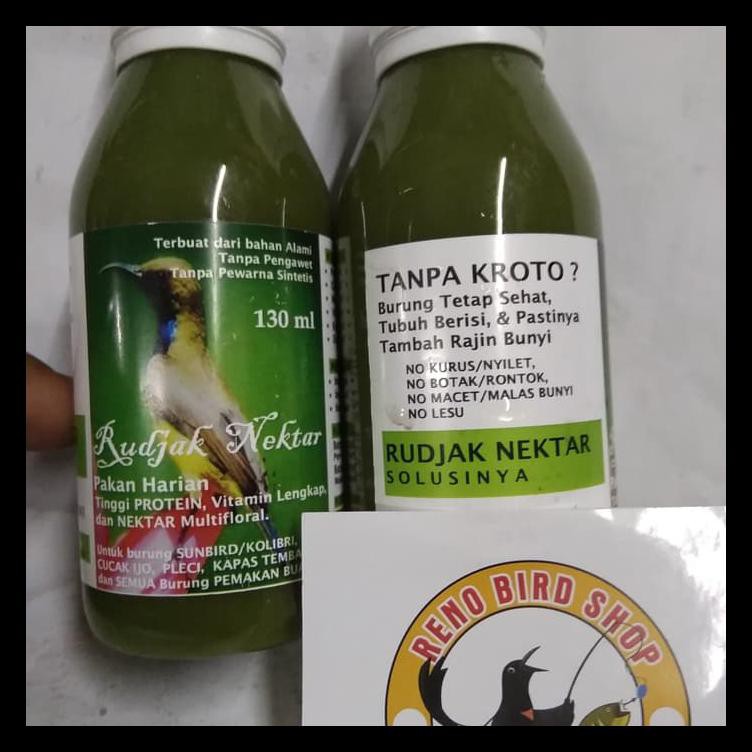 Terbuat dari bahan Alami
Tanpa Pengawet
Tanpa Pewarna Sintetis
130 ml
Rudjak Nektar
Pakan Harian
Tinggi PROTEIN, Vitamin Lengkap,
dan NEKTAR Multifloral.
Untuk burung SUNBIRD/KOLIBRI,
CUCAK IJO, PLECI, KAPAS TEMBA
dan SEMUA Burung PEMAKAN BUA
TANPA KROTO ?
Burung Tetap Sehat,
Tubuh Berisi, & Pastinya
Tambah Rajin Bunyi
NO KURUS/NYILET,
NO BOTAK/RONTOK,
NO MACET/MALAS BUNYI
NO LESU
RUDJAK NEKTAR
SOLUSINYA
RENO BIRD SHOP